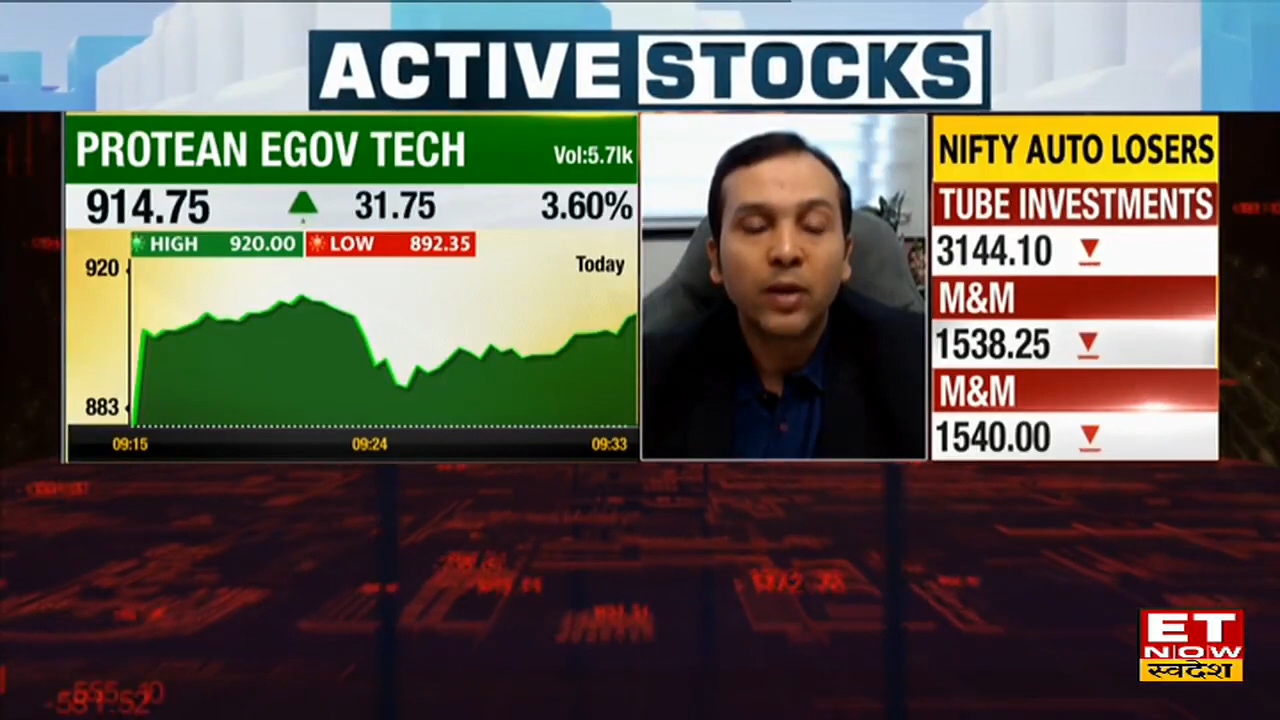 ACTIVE STOCKS
PROTEAN EGOV TECH Vol:5.7lk
914.75 31.75 3.60%
HIGH 920.00 LOW 892.35
Today
920
883
09:15 09:24 09:33
NIFTY AUTO LOSERS
TUBE INVESTMENTS
3144.10
M&M
1538.25
M&M
1540.00
ET
NOW
स्वदेश